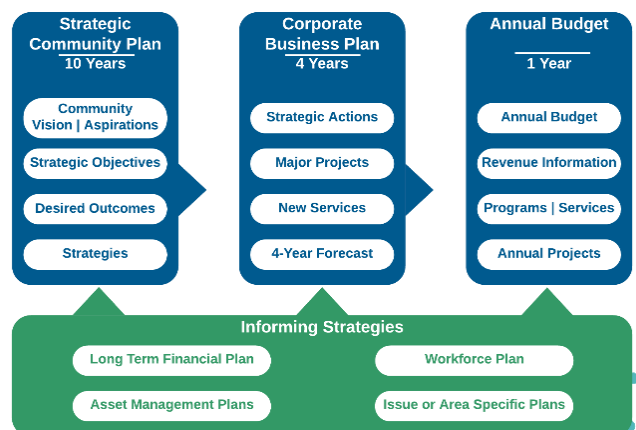 Strategic
Community Plan
10 Years
Community
Vision | Aspirations
Strategic Objectives
Desired Outcomes
Strategies
Corporate
Business Plan
4 Years
Strategic Actions
Major Projects
New Services
4-Year Forecast
Annual Budget
1 Year
Annual Budget
Revenue Information
Programs | Services
Annual Projects
Informing Strategies
Long Term Financial Plan
Workforce Plan
Asset Management Plans
Issue or Area Specific Plans